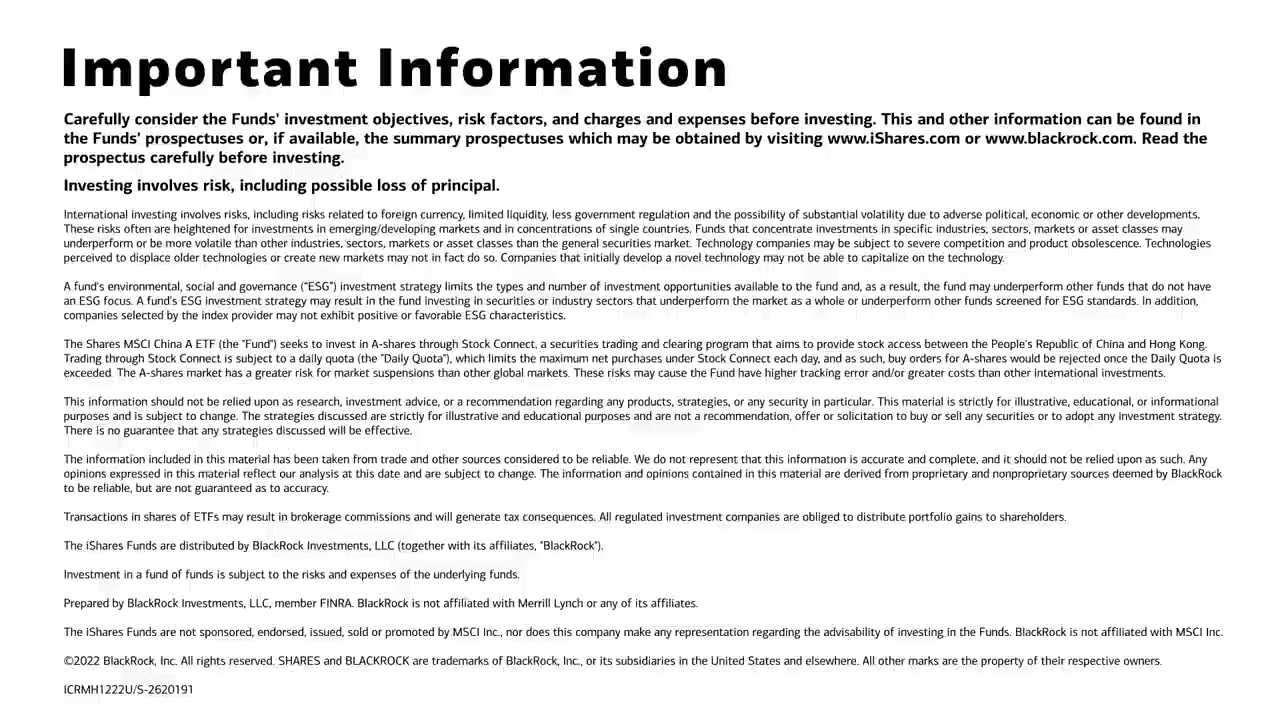 Important Information
Carefully consider the Funds' investment objectives, risk factors, and charges and expenses before investing. This and other information can be found in
the Funds' prospectuses or, if available, the summary prospectuses which may be obtained by visiting www.iShares.com or www.blackrock.com. Read the
prospectus carefully before investing.
Investing involves risk, including possible loss of principal.
International investing involves risks, including risks related to foreign currency, limited liquidity, less government regulation and the possibility of substantial volatility due to adverse political, economic or other developments.
These risks often are heightened for investments in emerging/developing markets and in concentrations of single countries. Funds that concentrate investments in specific industries, sectors, markets or asset classes may
underperform or be more volatile than other industries, sectors, markets or asset classes than the general securities market. Technology companies may be subject to severe competition and product obsolescence. Technologies
perceived to displace older technologies or create new markets may not in fact do so. Companies that initially develop a novel technology may not be able to capitalize on the technology.
A fund's environmental, social and governance ("ESG") investment strategy limits the types and number of investment opportunities available to the fund and, as a result, the fund may underperform other funds that do not have
an ESG focus. A fund's ESG investment strategy may result in the fund investing in securities or industry sectors that underperform the market as a whole or underperform other funds screened for ESG standards. In addition,
companies selected by the index provider may not exhibit positive or favorable ESG characteristics.
The Shares MSCI China A ETF (the "Fund") seeks to invest in A-shares through Stock Connect, a securities trading and clearing program that aims to provide stock access between the People's Republic of China and Hong Kong.
Trading through Stock Connect is subject to a daily quota (the "Daily Quota"), which limits the maximum net purchases under Stock Connect each day, and as such, buy orders for A-shares would be rejected once the Daily Quota is
exceeded. The A-shares market has a greater risk for market suspensions than other global markets. These risks may cause the Fund have higher tracking error and/or greater costs than other international investments.
This information should not be relied upon as research, investment advice, or a recommendation regarding any products, strategies, or any security in particular. This material is strictly for illustrative, educational, or informational
purposes and is subject to change. The strategies discussed are strictly for illustrative and educational purposes and are not a recommendation, offer or solicitation to buy or sell any securities or to adopt any investment strategy.
There is no guarantee that any strategies discussed will be effective.
The information included in this material has been taken from trade and other sources considered to be reliable. We do not represent that this information is accurate and complete, and it should not be relied upon as such. Any
opinions expressed in this material reflect our analysis at this date and are subject to change. The information and opinions contained in this material are derived from proprietary and nonproprietary sources deemed by BlackRock
to be reliable, but are not guaranteed as to accuracy.
Transactions in shares of ETFs may result in brokerage commissions and will generate tax consequences. All regulated investment companies are obliged to distribute portfolio gains to shareholders.
The iShares Funds are distributed by BlackRock Investments, LLC (together with its affiliates, "BlackRock").
Investment in a fund of funds is subject to the risks and expenses of the underlying funds.
Prepared by BlackRock Investments, LLC, member FINRA. BlackRock is not affiliated with Merrill Lynch or any of its affiliates.
The iShares Funds are not sponsored, endorsed, issued, sold or promoted by MSCI Inc., nor does this company make any representation regarding the advisability of investing in the Funds. BlackRock is not affiliated with MSCI Inc.
©2022 BlackRock, Inc. All rights reserved. SHARES and BLACKROCK are trademarks of BlackRock, Inc., or its subsidiaries in the United States and elsewhere. All other marks are the property of their respective owners.
ICRMH1222U/S-2620191